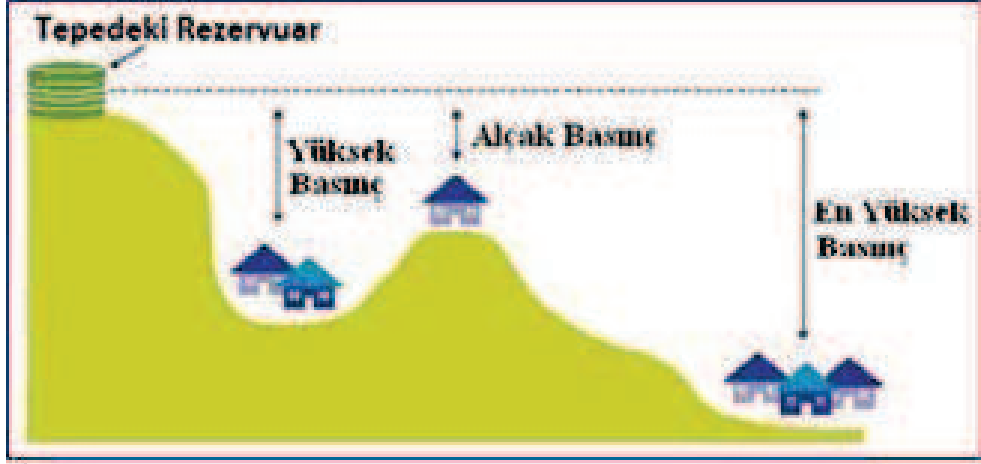 Tepedeki Rezervuar
Yüksek
Basınç
Alçak Basınç
En Yüksek
Basınç